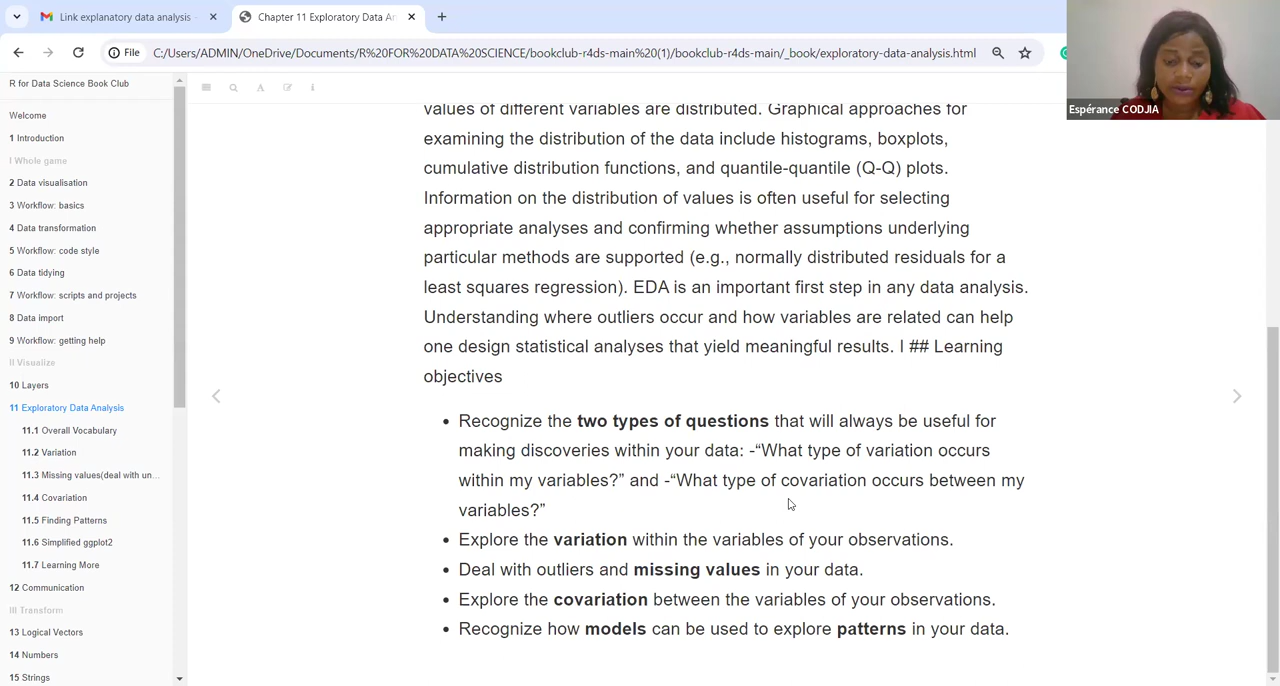 Link explanatory data analysis
Chapter 11 Exploratory Data An
File
C:/Users/ADMIN/OneDrive/Documents/R%20FOR%20DATA%20SCIENCE/bookclub-r4ds-main%20(1)/bookclub-r4ds-main/_book/exploratory-data-analysis.html
Espérance CODJIA
R for Data Science Book Club
Welcome
1 Introduction
I Whole game
2 Data visualisation
3 Workflow: basics
4 Data transformation
5 Workflow: code style
6 Data tidying
7 Workflow: scripts and projects
8 Data import
9 Workflow: getting help
II Visualize
10 Layers
11 Exploratory Data Analysis
11.1 Overall Vocabulary
11.2 Variation
11.3 Missing values(deal with un...
11.4 Covariation
11.5 Finding Patterns
11.6 Simplified ggplot2
11.7 Learning More
12 Communication
III Transform
13 Logical Vectors
14 Numbers
15 Strings
values of different variables are distributed. Graphical approaches for
examining the distribution of the data include histograms, boxplots,
cumulative distribution functions, and quantile-quantile (Q-Q) plots.
Information on the distribution of values is often useful for selecting
appropriate analyses and confirming whether assumptions underlying
particular methods are supported (e.g., normally distributed residuals for a
least squares regression). EDA is an important first step in any data analysis.
Understanding where outliers occur and how variables are related can help
one design statistical analyses that yield meaningful results. I ## Learning
objectives
• Recognize the two types of questions that will always be useful for
making discoveries within your data: -“What type of variation occurs
within my variables?” and -“What type of covariation occurs between my
variables?”
• Explore the variation within the variables of your observations.
• Deal with outliers and missing values in your data.
• Explore the covariation between the variables of your observations.
• Recognize how models can be used to explore patterns in your data.